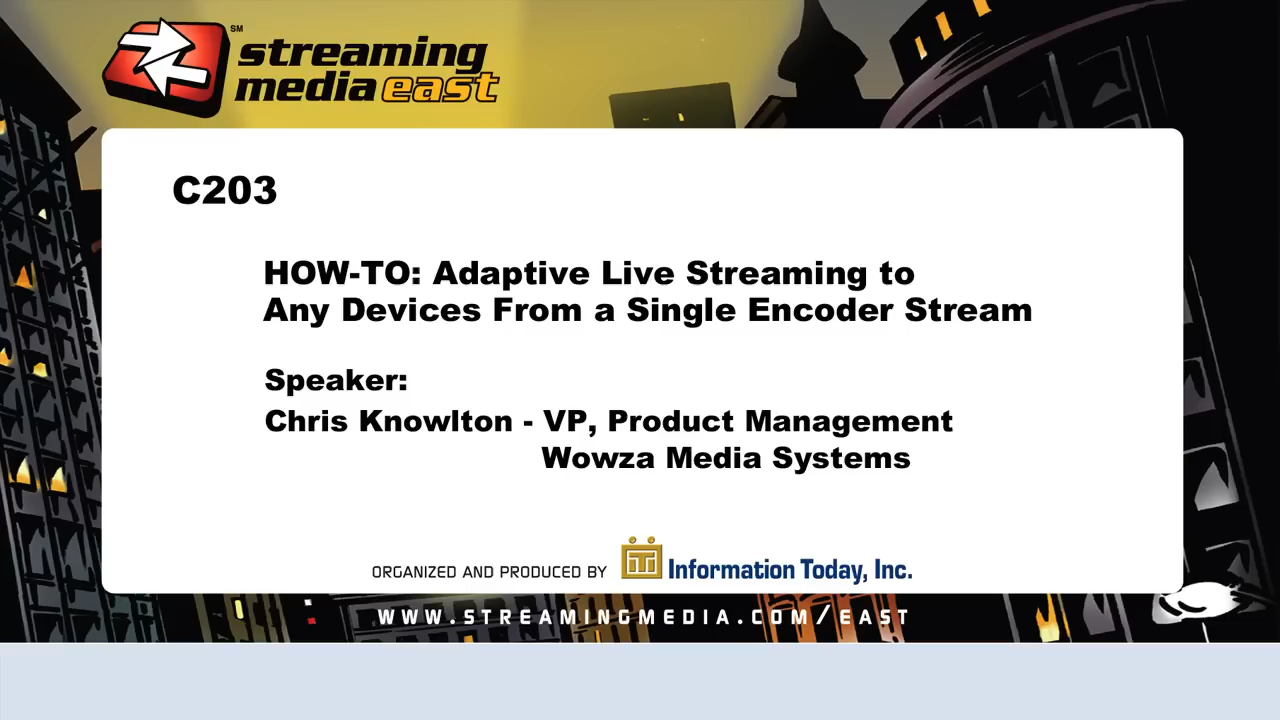 SM
streaming
media east
C203
HOW-TO: Adaptive Live Streaming to
Any Devices From a Single Encoder Stream
Speaker:
Chris Knowlton - VP, Product Management
Wowza Media Systems
ORGANIZED AND PRODUCED BY iTi Information Today, Inc.
WWW.STREAMINGMEDIA.COM/EAST